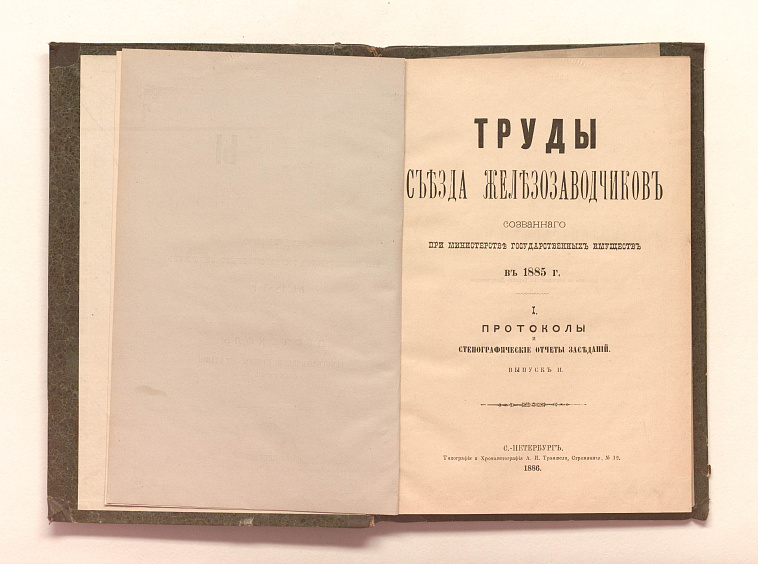 ТРУДЫ
СЪѢЗДА ЖЕЛѢЗОЗАВОДЧИКОВЪ
СОЗВАННАГО
ПРИ МИНИСТЕРСТВѢ ГОСУДАРСТВЕННЫХЪ ИМУЩЕСТВЪ
ВЪ 1885 Г.
I.
ПРОТОКОЛЫ
И
СТЕНОГРАФИЧЕСКІЕ ОТЧЕТЫ ЗАСѢДАНІЙ.
ВЫПУСКЪ II.
С.-ПЕТЕРБУРГЪ,
Типографія и Хромолитографія А. И. Траншеля, Стремянная, № 12.
1886.